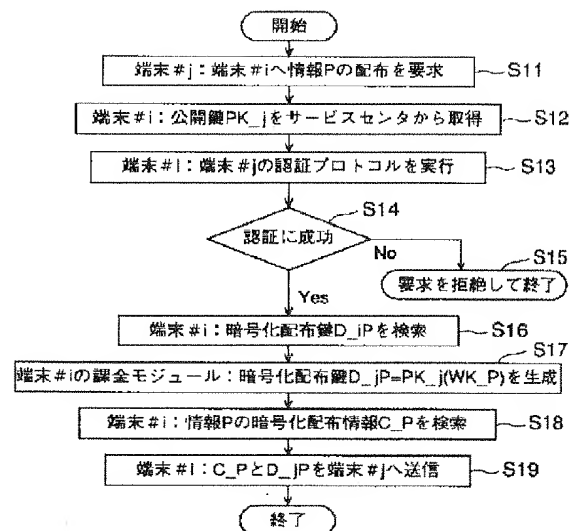 開始
端末#j：端末#iへ情報Pの配布を要求
S11
端末#i：公開鍵PK_jをサービスセンタから取得
S12
端末#i：端末#jの認証プロトコルを実行
S13
S14
認証に成功
No
S15
要求を拒絶して終了
Yes
端末#i：暗号化配布鍵D_iPを検索
S16
S17
端末#iの課金モジュール：暗号化配布鍵D_jP=PK_j(WK_P)を生成
端末#i：情報Pの暗号化配布情報C_Pを検索
S18
端末#i：C_PとD_jPを端末#jへ送信
S19
終了